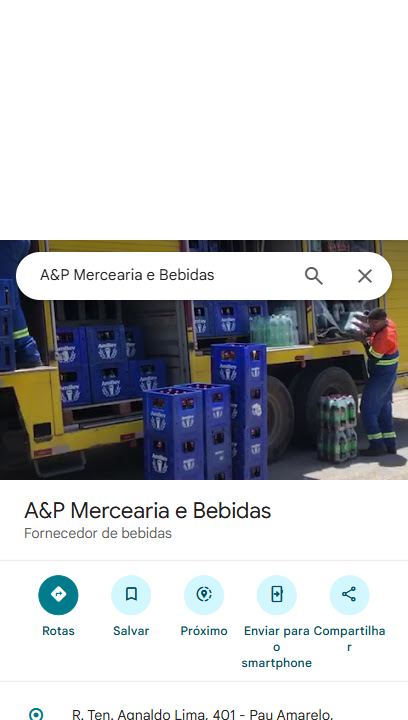 A&P Mercearia e Bebidas
A&P Mercearia e Bebidas
Fornecedor de bebidas
Rotas
Salvar
Próximo
Enviar para o smartphone
Compartilhar
R. Ten. Agnaldo Lima, 401 - Pau Amarelo,